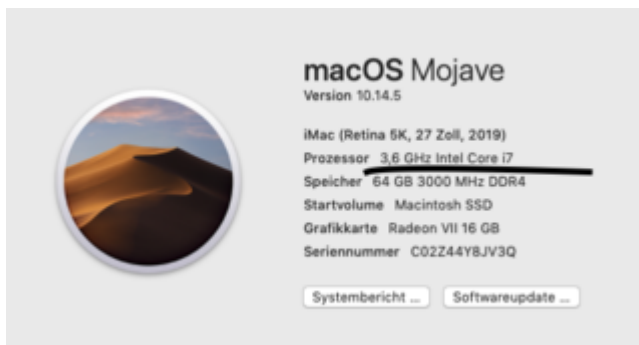 macOS Mojave
Version 10.14.5
iMac (Retina 5K, 27 Zoll, 2019)
Prozessor 3,6 GHz Intel Core i7
Speicher 64 GB 3000 MHz DDR4
Startvolume Macintosh SSD
Grafikkarte Radeon VII 16 GB
Seriennummer C02Z44Y8JV3Q
Systembericht ... Softwareupdate ...